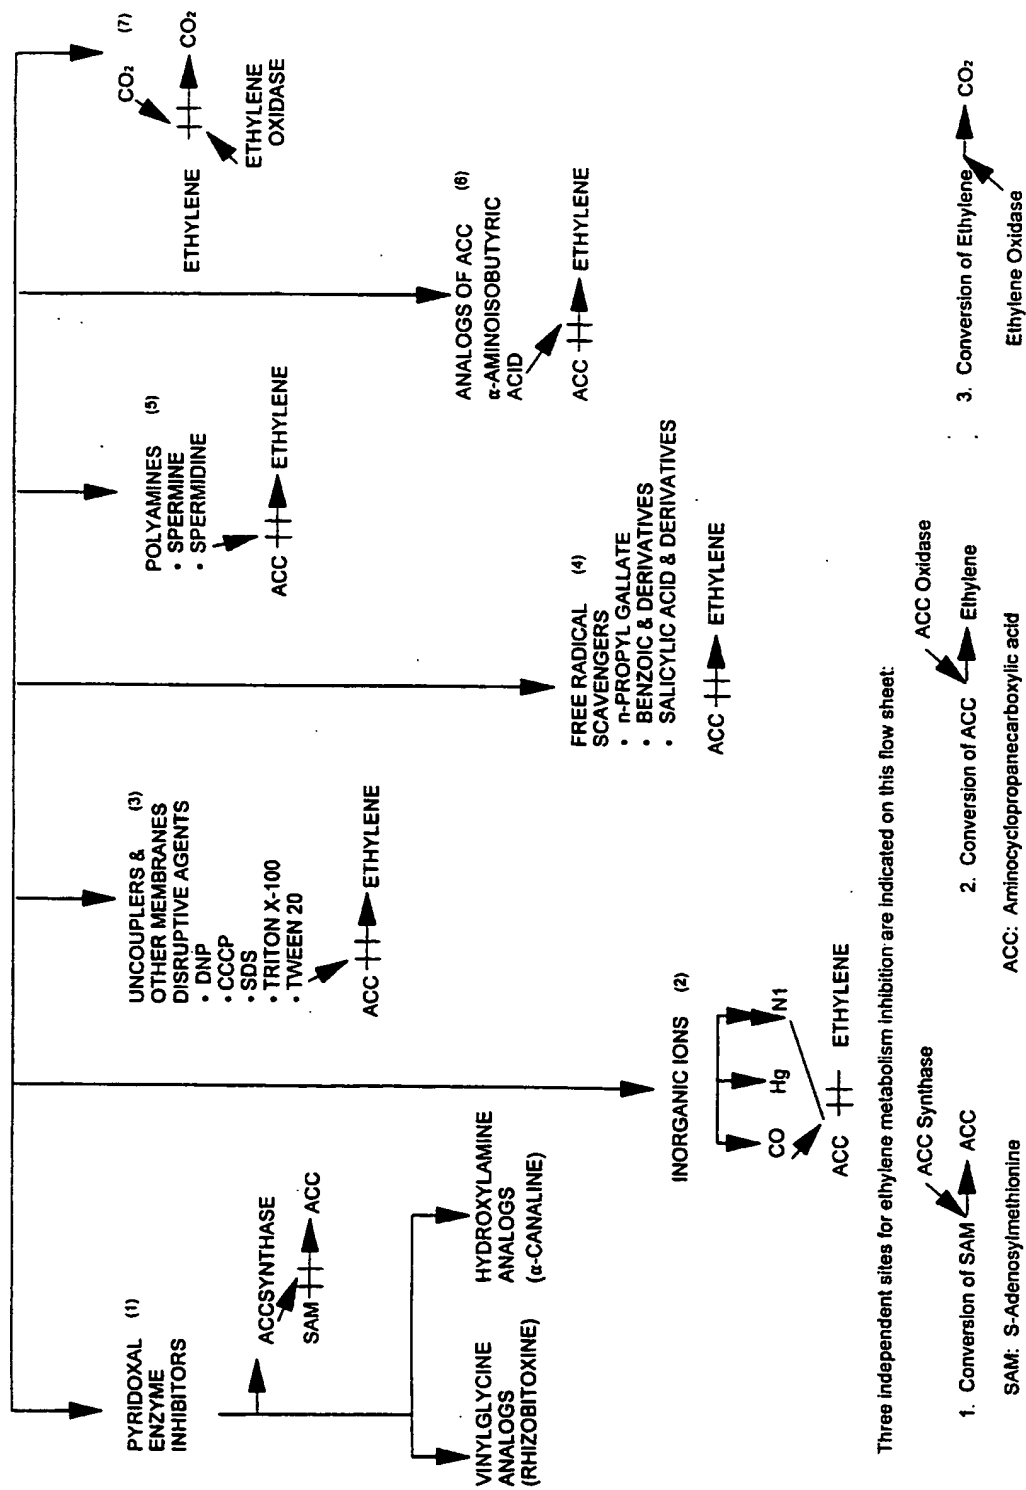 PYRIDOXAL (1)
ENZYME
INHIBITORS
ACCSYNTHASE
SAM ACC
VINYLGLYCINE
ANALOGS
(RHIZOBITOXINE)
HYDROXYLAMINE
ANALOGS
(α-CANALINE)
INORGANIC IONS (2)
CO Hg N1
ACC ETHYLENE
UNCOUPLERS & (3)
OTHER MEMBRANES
DISRUPTIVE AGENTS
• DNP
• CCCP
• SDS
• TRITON X-100
• TWEEN 20
ACC ETHYLENE
FREE RADICAL (4)
SCAVENGERS
• n-PROPYL GALLATE
• BENZOIC & DERIVATIVES
• SALICYLIC ACID & DERIVATIVES
ACC ETHYLENE
POLYAMINES (5)
• SPERMINE
• SPERMIDINE
ACC ETHYLENE
ANALOGS OF ACC (6)
α-AMINOISOBUTYRIC
ACID
ACC ETHYLENE
(7)
CO₂
ETHYLENE CO₂
ETHYLENE
OXIDASE
Three independent sites for ethylene metabolism inhibition are indicated on this flow sheet:
ACC Synthase
1. Conversion of SAM ACC
ACC Oxidase
2. Conversion of ACC Ethylene
3. Conversion of Ethylene CO₂
Ethylene Oxidase
SAM: S-Adenosylmethionine
ACC: Aminocyclopropanecarboxylic acid